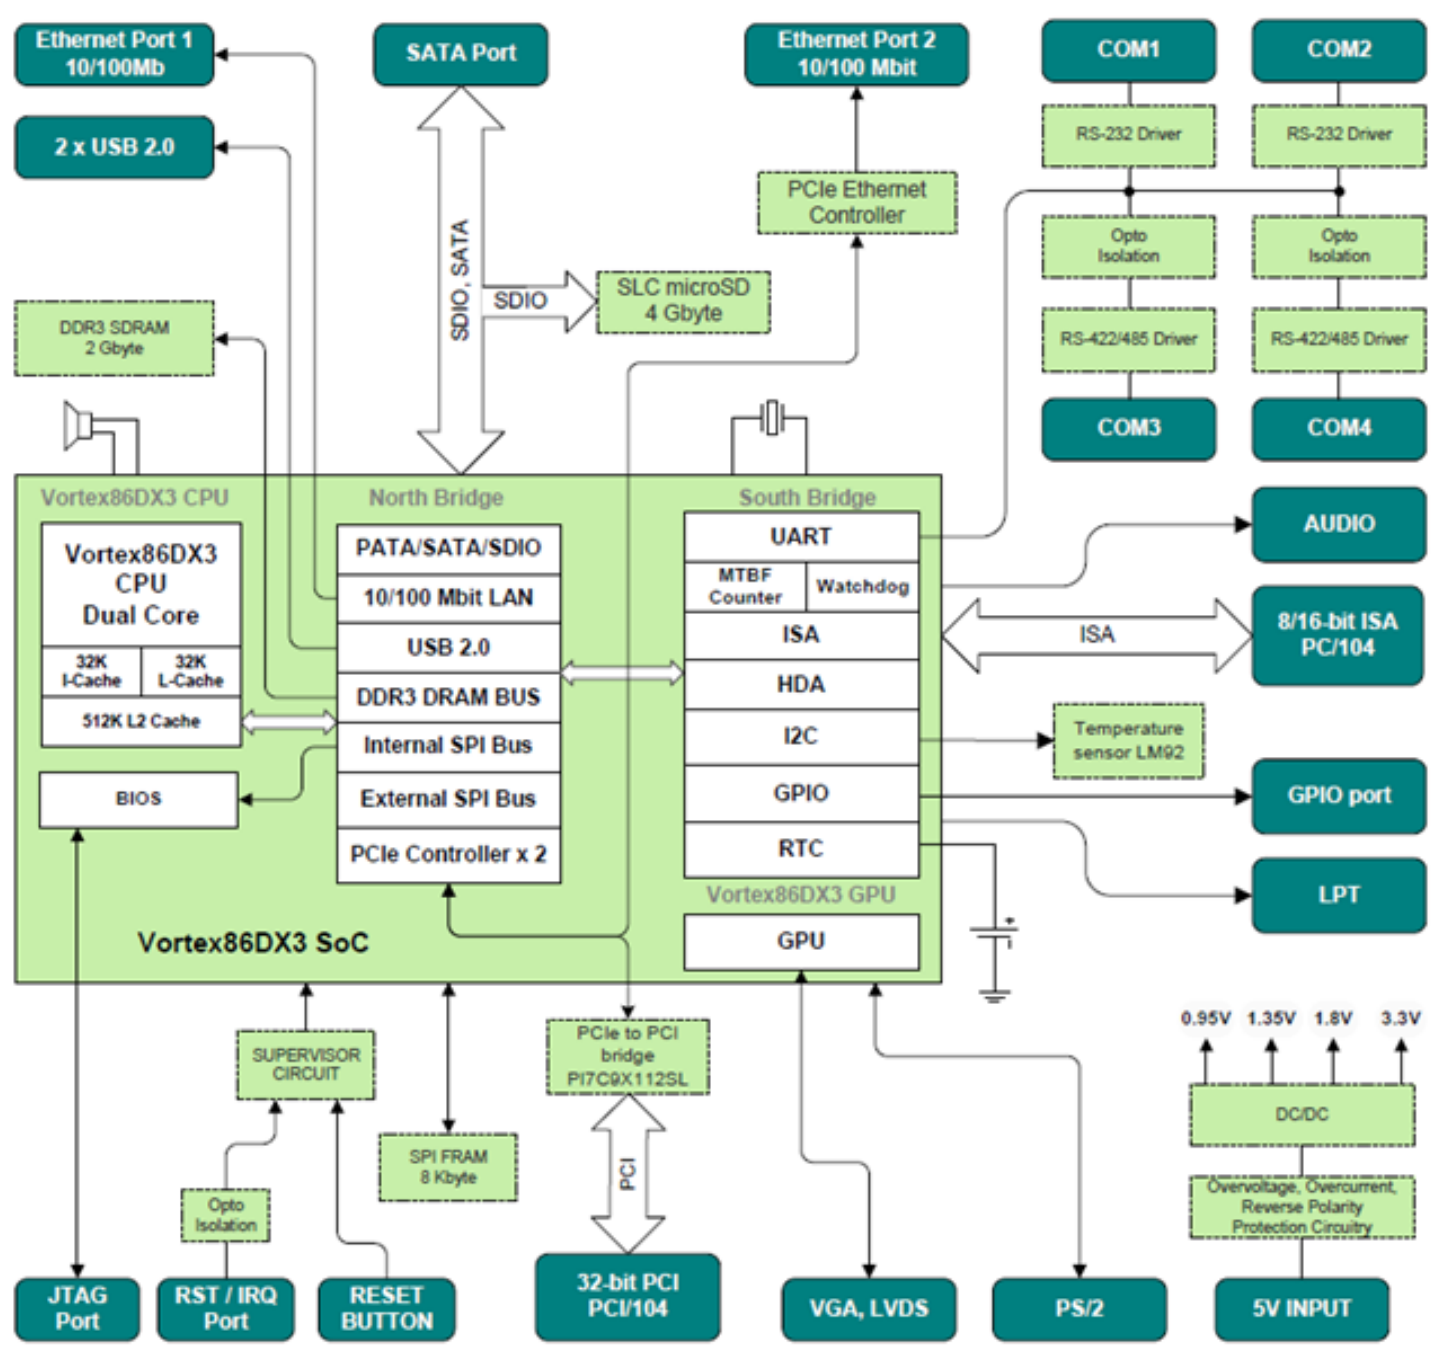 Ethernet Port 1
10/100Mb
SATA Port
Ethernet Port 2
10/100 Mbit
COM1
COM2
2 x USB 2.0
RS-232 Driver
RS-232 Driver
PCIe Ethernet
Controller
Opto
Isolation
Opto
Isolation
SDIO, SATA
SDIO
SLC microSD
4 Gbyte
DDR3 SDRAM
2 Gbyte
RS-422/485 Driver
RS-422/485 Driver
COM3
COM4
Vortex86DX3 CPU
North Bridge
South Bridge
Vortex86DX3
CPU
Dual Core
32K
I-Cache
32K
L-Cache
512K L2 Cache
BIOS
PATA/SATA/SDIO
10/100 Mbit LAN
USB 2.0
DDR3 DRAM BUS
Internal SPI Bus
External SPI Bus
PCIe Controller x 2
UART
MTBF
Counter
Watchdog
ISA
HDA
I2C
GPIO
RTC
Vortex86DX3 GPU
GPU
Vortex86DX3 SoC
AUDIO
ISA
8/16-bit ISA
PC/104
Temperature
sensor LM92
GPIO port
LPT
+
SUPERVISOR
CIRCUIT
PCIe to PCI
bridge
PI7C9X112SL
0.95V
1.35V
1.8V
3.3V
DC/DC
SPI FRAM
8 Kbyte
PCI
Opto
Isolation
Overvoltage, Overcurrent,
Reverse Polarity
Protection Circuitry
JTAG
Port
RST / IRQ
Port
RESET
BUTTON
32-bit PCI
PCI/104
VGA, LVDS
PS/2
5V INPUT